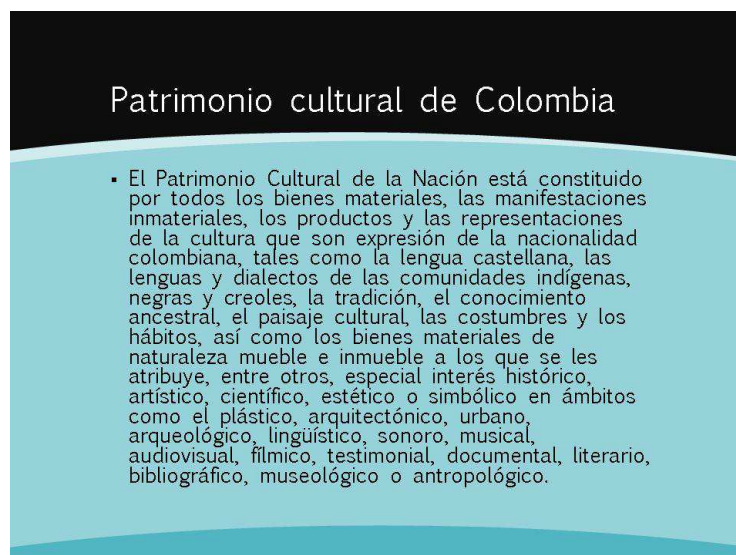 Patrimonio cultural de Colombia
▪ El Patrimonio Cultural de la Nación está constituido
por todos los bienes materiales, las manifestaciones
inmateriales, los productos y las representaciones
de la cultura que son expresión de la nacionalidad
colombiana, tales como la lengua castellana, las
lenguas y dialectos de las comunidades indígenas,
negras y creoles, la tradición, el conocimiento
ancestral, el paisaje cultural, las costumbres y los
hábitos, así como los bienes materiales de
naturaleza mueble e inmueble a los que se les
atribuye, entre otros, especial interés histórico,
artístico, científico, estético o simbólico en ámbitos
como el plástico, arquitectónico, urbano,
arqueológico, lingüístico, sonoro, musical,
audiovisual, fílmico, testimonial, documental, literario,
bibliográfico, museológico o antropológico.